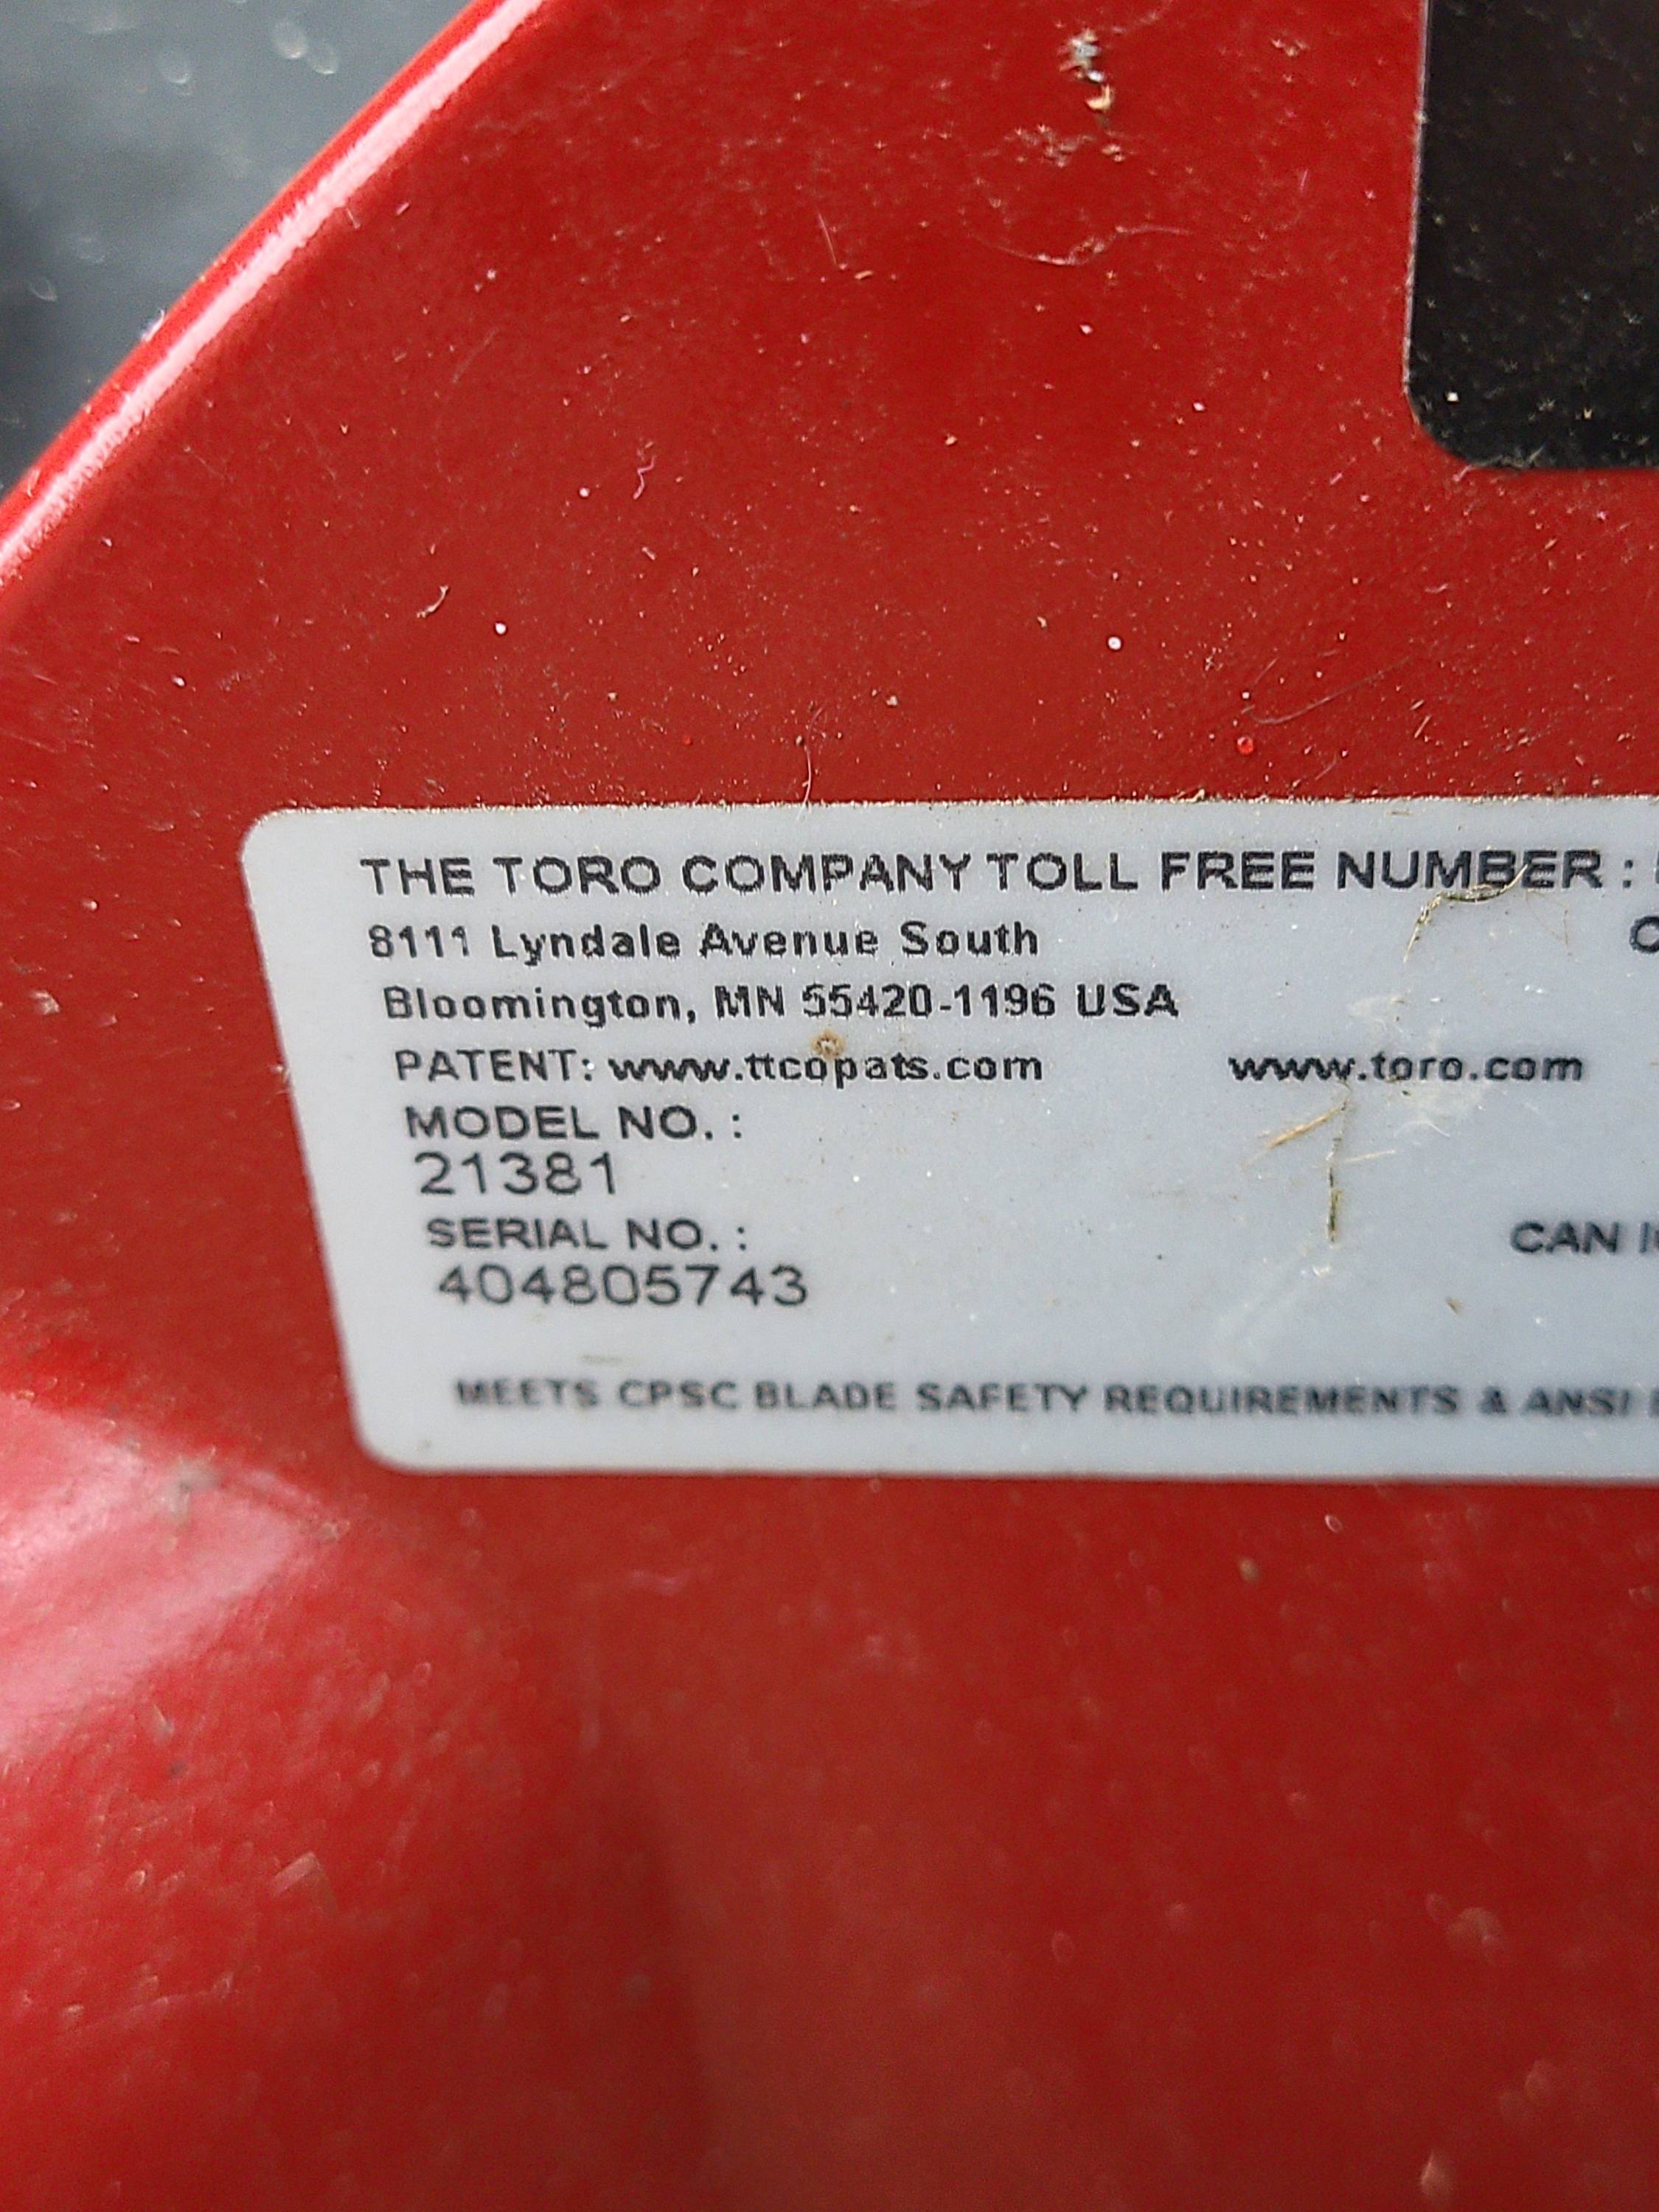 THE TORO COMPANY TOLL FREE NUMBER :
8111 Lyndale Avenue South
Bloomington, MN 55420-1196 USA
PATENT: www.ttcopats.com www.toro.com
MODEL NO. :
21381
SERIAL NO. :
CAN
404805743
MEETS CPSC BLADE SAFETY REQUIREMENTS & ANSI